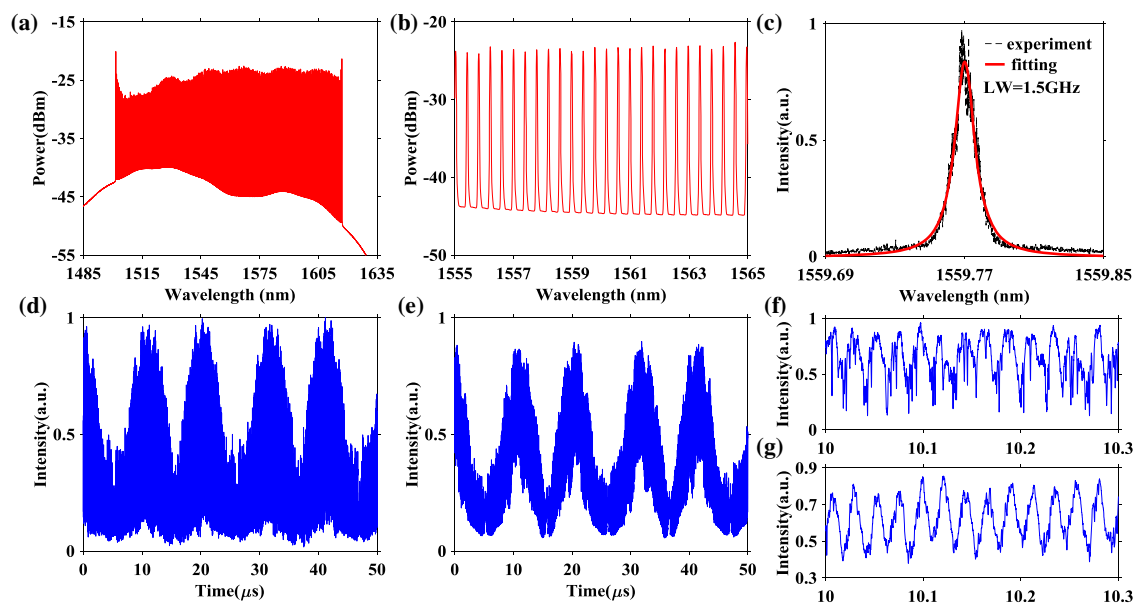 (a)
-15
-25
-35
-45
-55
Power(dBm)
1485 1515 1545 1575 1605 1635
Wavelength (nm)
(b)
-20
-30
-40
-50
Power(dBm)
1555 1557 1559 1561 1563 1565
Wavelength (nm)
(c)
1
0.5
0
Intensity(a.u.)
experiment
fitting
LW=1.5GHz
1559.69 1559.77 1559.85
Wavelength (nm)
(d)
1
0.5
0
Intensity(a.u.)
0 10 20 30 40 50
Time(μs)
(e)
1
0.5
0
Intensity(a.u.)
0 10 20 30 40 50
Time(μs)
(f)
1
0.5
0
Intensity(a.u.)
10 10.1 10.2 10.3
(g)
0.9
0.7
0.5
0.3
Intensity(a.u.)
10 10.1 10.2 10.3